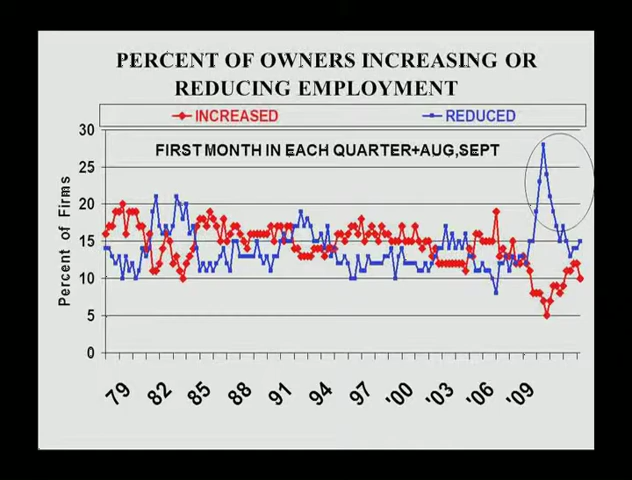 PERCENT OF OWNERS INCREASING OR
REDUCING EMPLOYMENT
INCREASED REDUCED
FIRST MONTH IN EACH QUARTER+AUG,SEPT
Percent of Firms
30
25
20
15
10
5
0
79 82 85 88 91 94 97 '00 '03 '06 '09